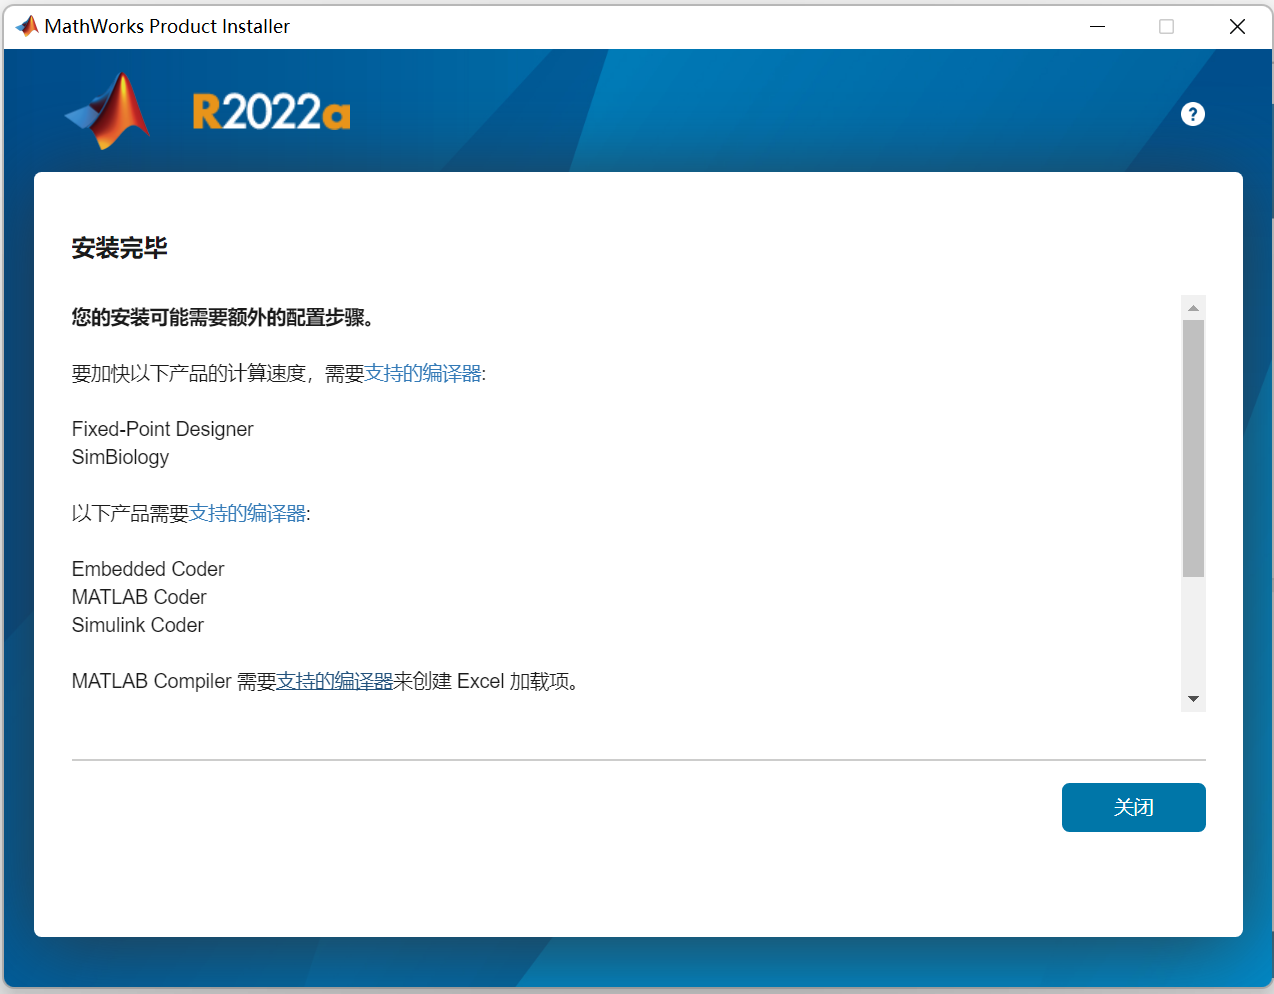 MathWorks Product Installer
R2022a
?
安装完毕
您的安装可能需要额外的配置步骤。
要加快以下产品的计算速度，需要支持的编译器:
Fixed-Point Designer
SimBiology
以下产品需要支持的编译器:
Embedded Coder
MATLAB Coder
Simulink Coder
MATLAB Compiler 需要支持的编译器来创建 Excel 加载项。
关闭